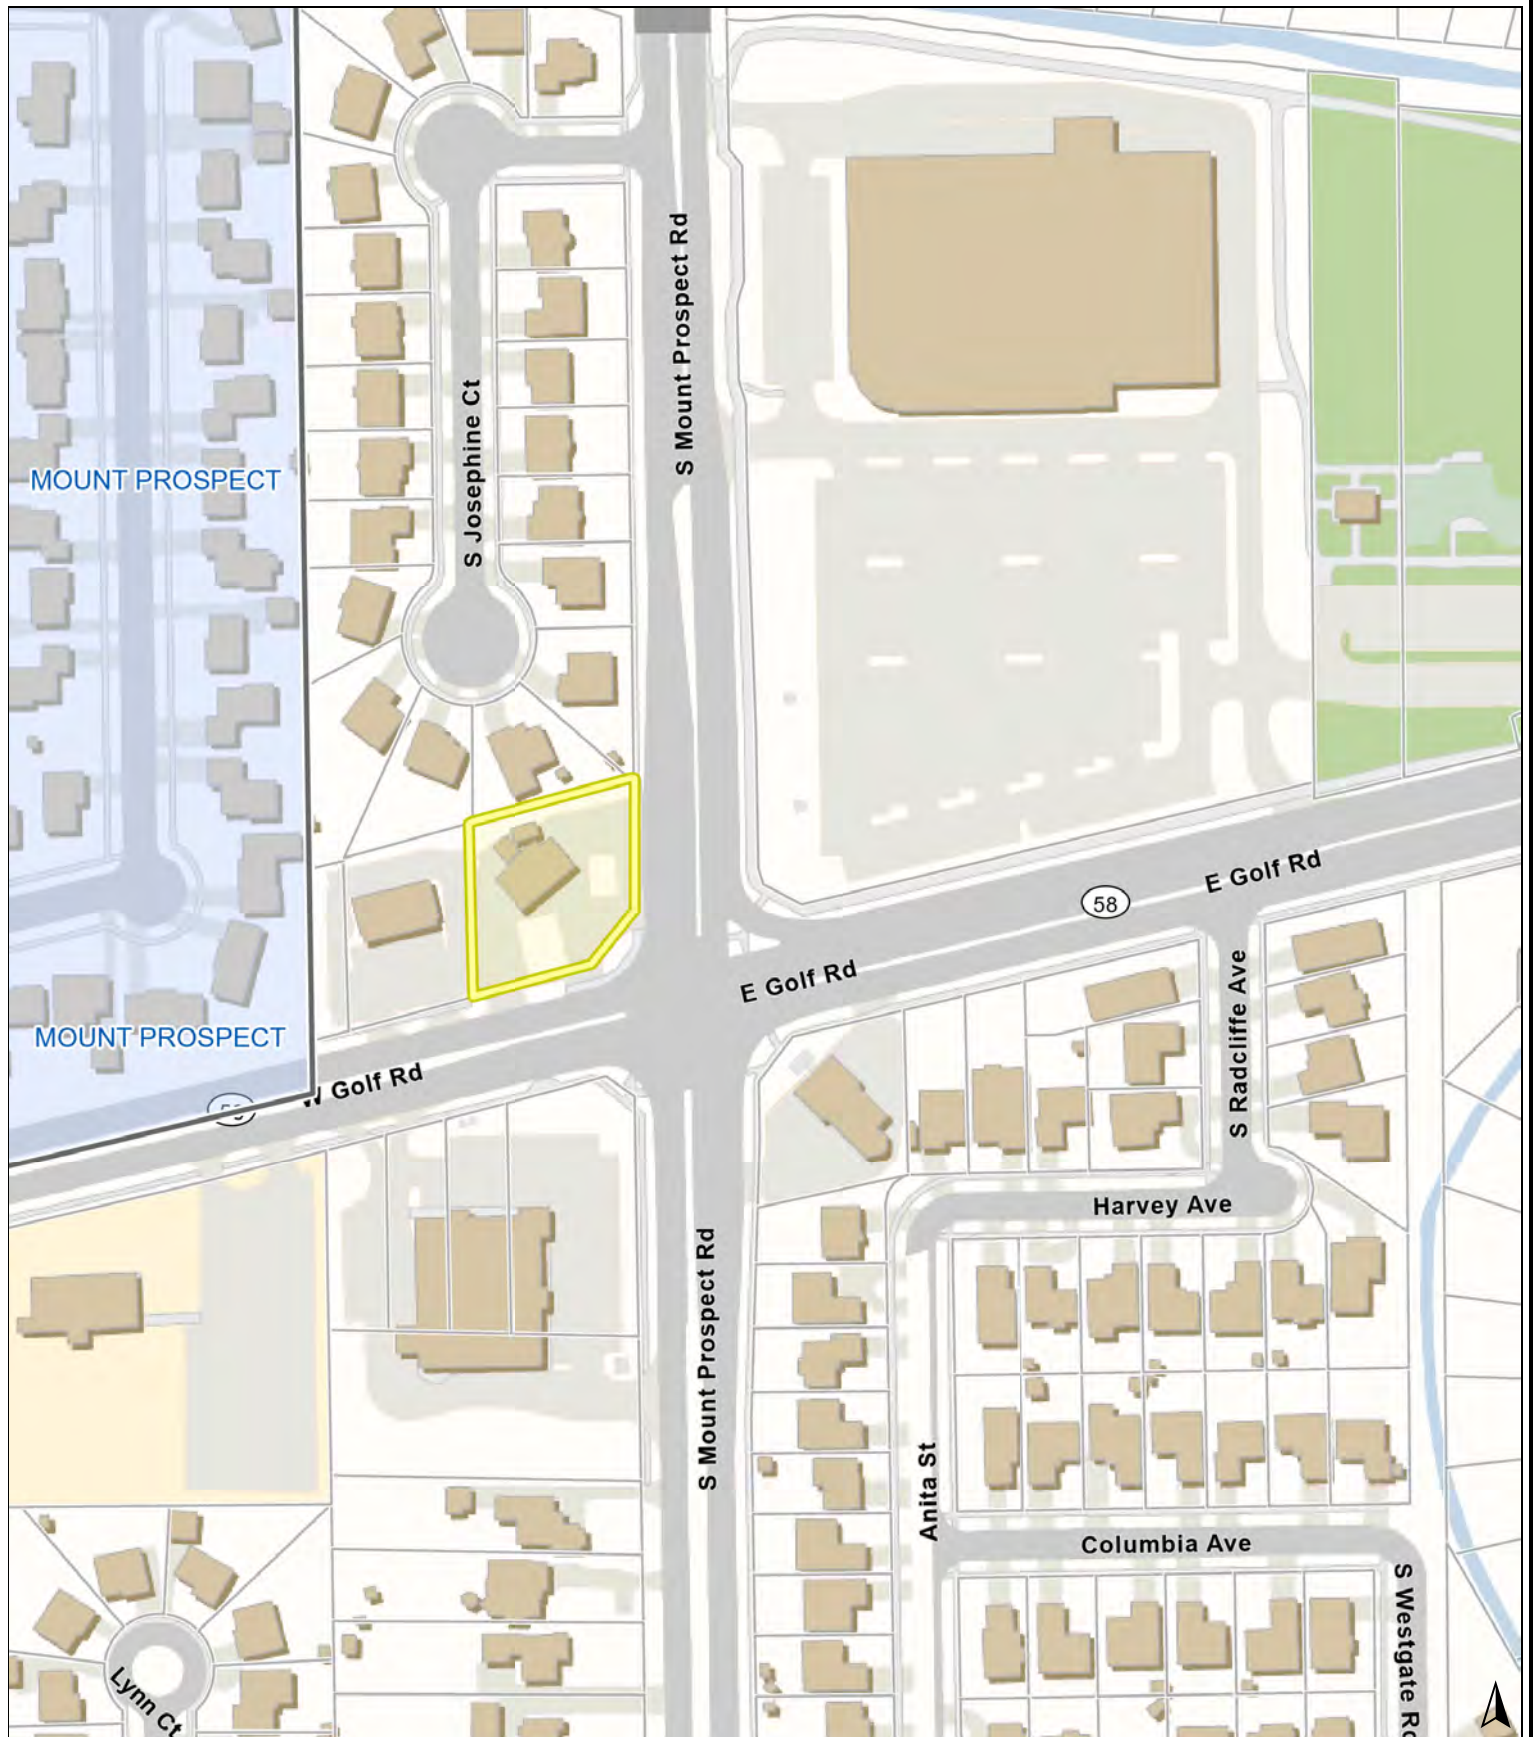 S Mount Prospect Rd
S Josephine Ct
MOUNT PROSPECT
E Golf Rd
58
E Golf Rd
S Radcliffe Ave
MOUNT PROSPECT
W Golf Rd
Harvey Ave
S Mount Prospect Rd
Anita St
Columbia Ave
S Westgate
Lynn Ct